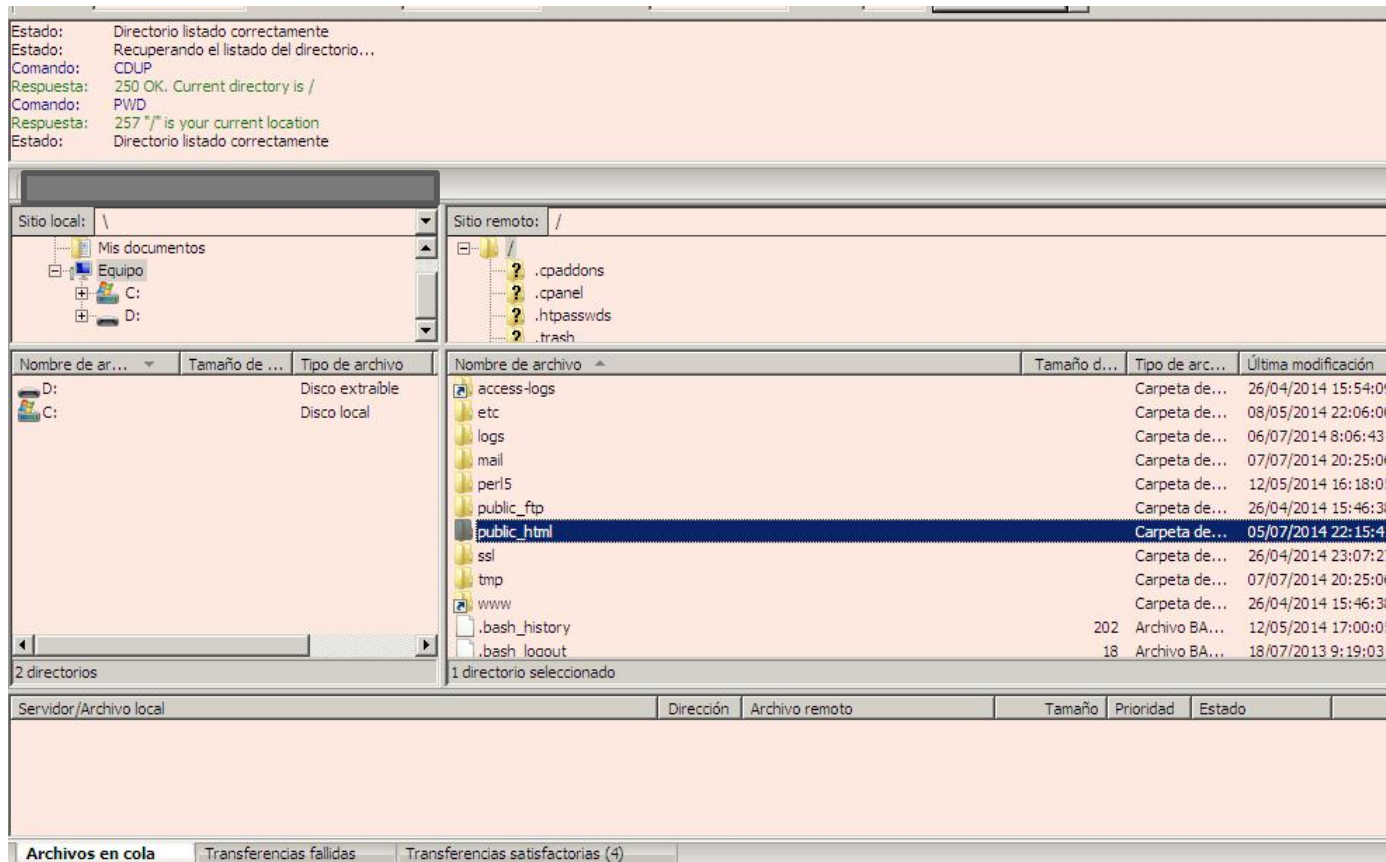 Estado: Directorio listado correctamente
Estado: Recuperando el listado del directorio...
Comando: CDUP
Respuesta: 250 OK. Current directory is /
Comando: PWD
Respuesta: 257 "/" is your current location
Estado: Directorio listado correctamente
Sitio local: \
Mis documentos
Equipo
C:
D:
Sitio remoto: /
/
.cpaddons
.cpanel
.htpasswds
.trash
Nombre de ar... Tamaño de ... Tipo de archivo
D: Disco extraíble
C: Disco local
2 directorios
Nombre de archivo Tamaño d... Tipo de arc... Última modificación
access-logs Carpeta de... 26/04/2014 15:54:09
etc Carpeta de... 08/05/2014 22:06:0
logs Carpeta de... 06/07/2014 8:06:43
mail Carpeta de... 07/07/2014 20:25:0
perl5 Carpeta de... 12/05/2014 16:18:0
public_ftp Carpeta de... 26/04/2014 15:46:3
public_html Carpeta de... 05/07/2014 22:15:4
ssl Carpeta de... 26/04/2014 23:07:2
tmp Carpeta de... 07/07/2014 20:25:0
www Carpeta de... 26/04/2014 15:46:3
.bash_history 202 Archivo BA... 12/05/2014 17:00:0
.bash_logout 18 Archivo BA... 18/07/2013 9:19:03
1 directorio seleccionado
Servidor/Archivo local Dirección Archivo remoto Tamaño Prioridad Estado
Archivos en cola Transferencias fallidas Transferencias satisfactorias (4)